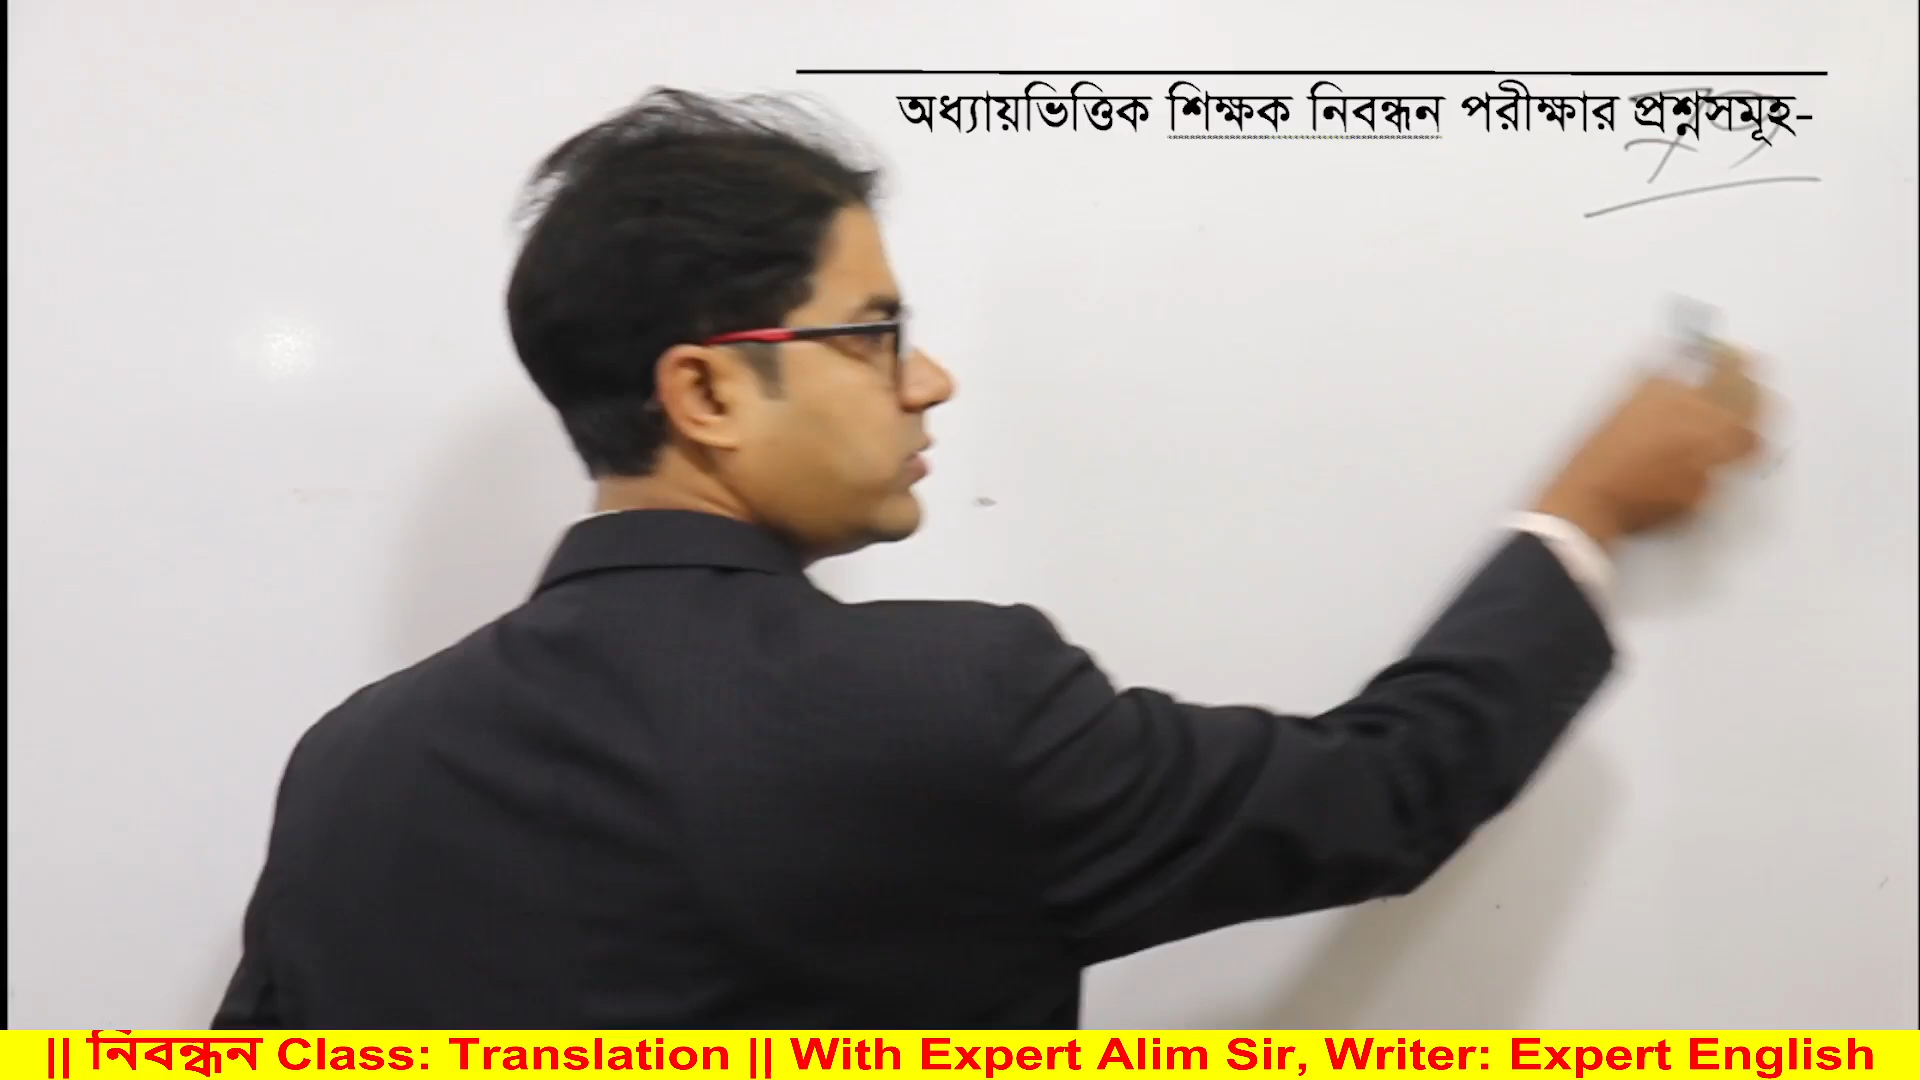 অধ্যায়ভিত্তিক শিক্ষক নিবন্ধন পরীক্ষার প্রশ্নসমূহ-
|| নিবন্ধন Class: Translation || With Expert Alim Sir, Writer: Expert English